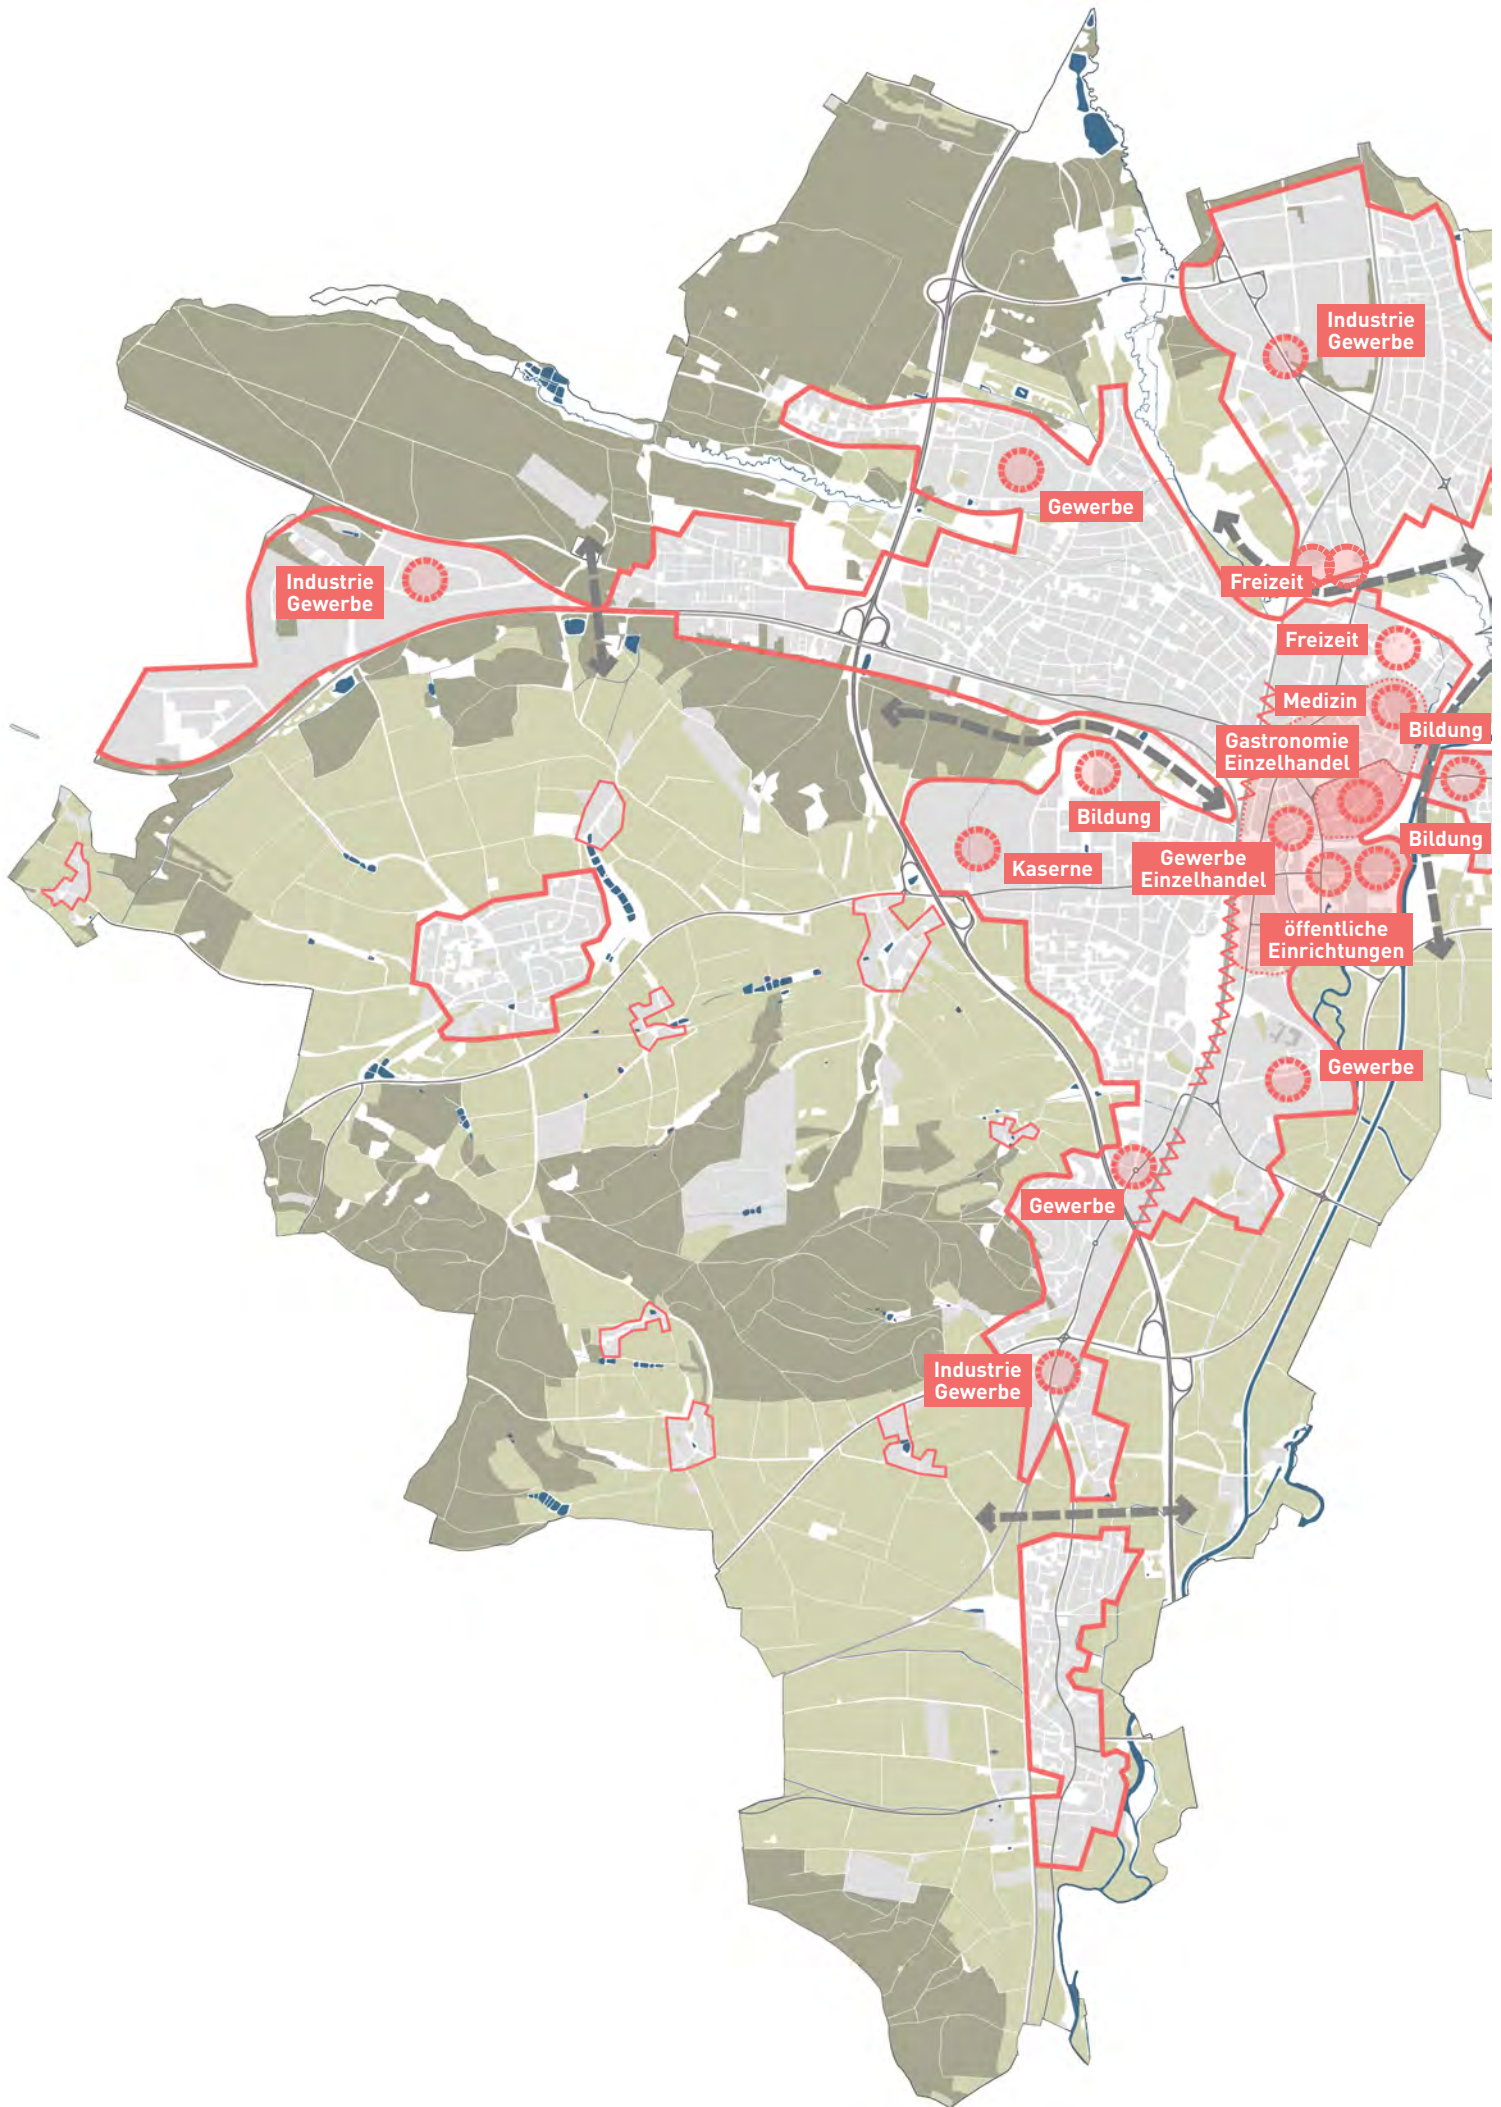 Industrie
Gewerbe
Gewerbe
Industrie
Gewerbe
Freizeit
Freizeit
Medizin
Bildung
Gastronomie
Einzelhandel
Bildung
Bildung
Kaserne
Gewerbe
Einzelhandel
öffentliche
Einrichtungen
Gewerbe
Gewerbe
Industrie
Gewerbe